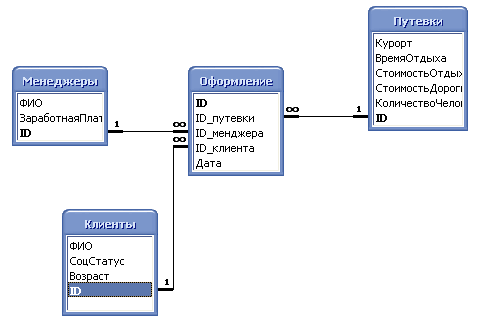 Путевки
Курорт
ВремяОтдыха
СтоимостьОтдых
СтоимостьДороги
КоличествоЧелов
ID
Менеджеры
ФИО
ЗаработнаяПлат
ID
Оформление
ID
ID_путевки
ID_менджера
ID_клиента
Дата
Клиенты
ФИО
СоцСтатус
Возраст
ID
1
∞
∞
1
∞
1